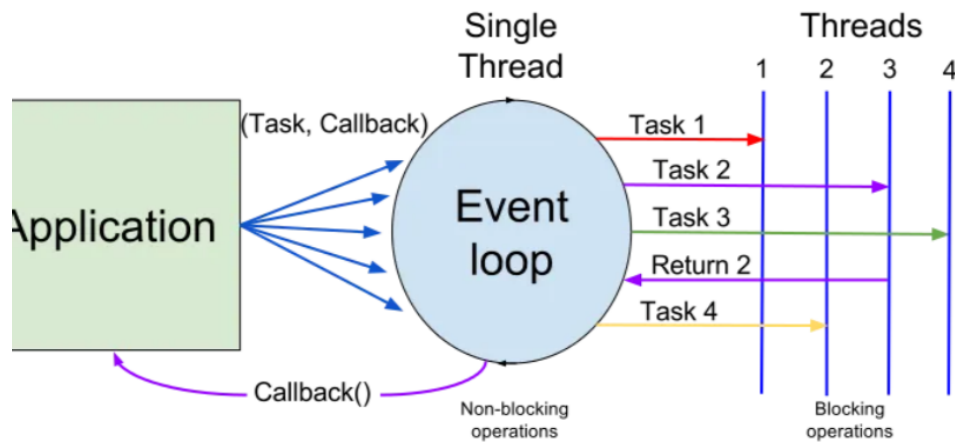 Single
Thread
Threads
1 2 3 4
(Task, Callback)
Application
Event
loop
Task 1
Task 2
Task 3
Return 2
Task 4
Callback()
Non-blocking
operations
Blocking
operations